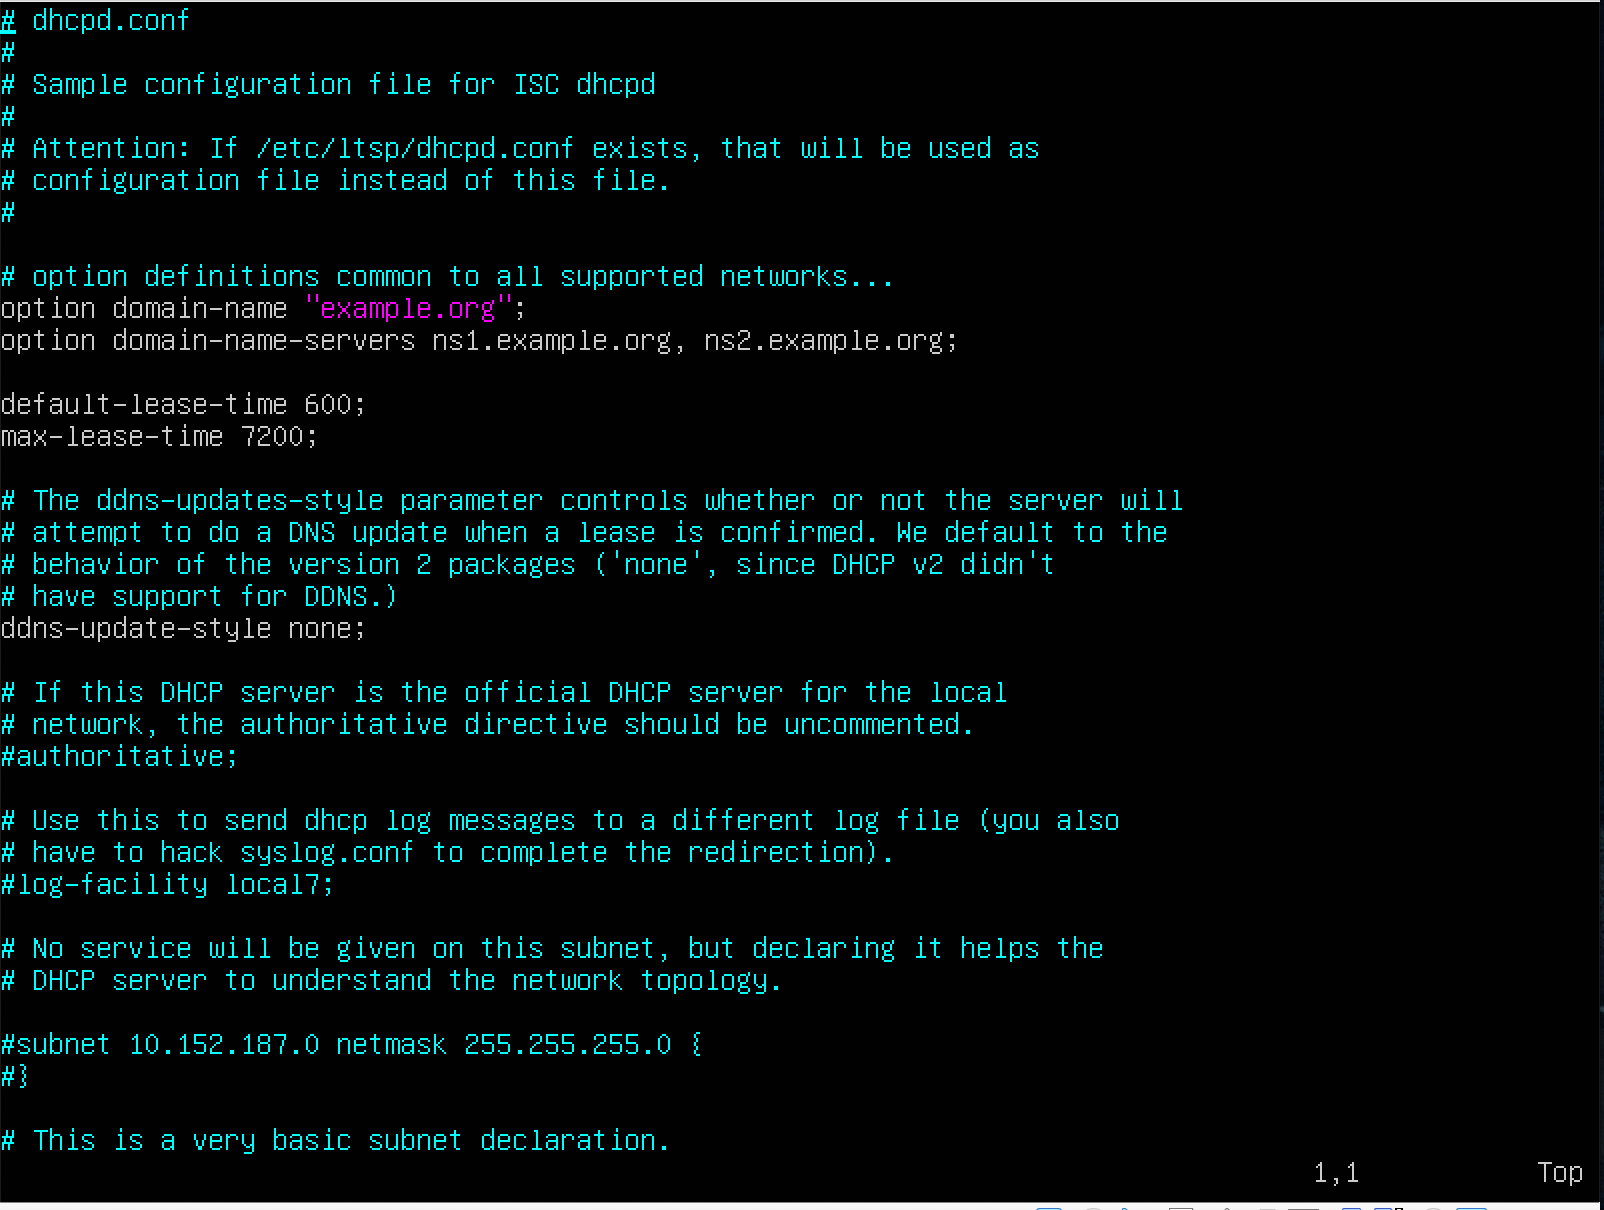 # dhcpd.conf
#
# Sample configuration file for ISC dhcpd
#
# Attention: If /etc/ltsp/dhcpd.conf exists, that will be used as
# configuration file instead of this file.
#
# option definitions common to all supported networks...
option domain-name "example.org";
option domain-name-servers ns1.example.org, ns2.example.org;
default-lease-time 600;
max-lease-time 7200;
# The ddns-updates-style parameter controls whether or not the server will
# attempt to do a DNS update when a lease is confirmed. We default to the
# behavior of the version 2 packages ('none', since DHCP v2 didn't
# have support for DDNS.)
ddns-update-style none;
# If this DHCP server is the official DHCP server for the local
# network, the authoritative directive should be uncommented.
#authoritative;
# Use this to send dhcp log messages to a different log file (you also
# have to hack syslog.conf to complete the redirection).
#log-facility local7;
# No service will be given on this subnet, but declaring it helps the
# DHCP server to understand the network topology.
#subnet 10.152.187.0 netmask 255.255.255.0 {
#}
# This is a very basic subnet declaration.
1,1 Top